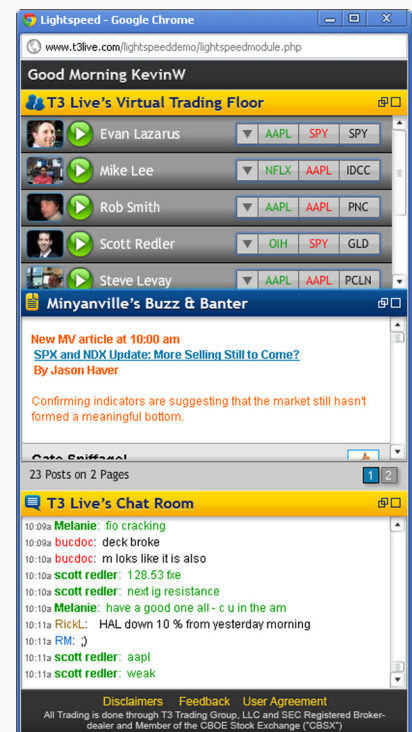 Lightspeed - Google Chrome
www.t3live.com/lightspeeddemo/lightspeedmodule.php
Good Morning KevinW
T3 Live's Virtual Trading Floor
Evan Lazarus AAPL SPY SPY
Mike Lee NFLX AAPL IDCC
Rob Smith AAPL AAPL PNC
Scott Redler OIH SPY GLD
Steve Levay AAPL AAPL PCLN
Minyanville's Buzz & Banter
New MV article at 10:00 am
SPX and NDX Update: More Selling Still to Come?
By Jason Haver
Confirming indicators are suggesting that the market still hasn't
formed a meaningful bottom.
23 Posts on 2 Pages 1 2
T3 Live's Chat Room
10:09a Melanie: fio cracking
10:09a bucdoc: deck broke
10:10a bucdoc: m loks like it is also
10:10a scott redler: 128.53 fxe
10:10a scott redler: next ig resistance
10:10a Melanie: have a good one all - c u in the am
10:11a RickL: HAL down 10 % from yesterday morning
10:11a RM: ;)
10:11a scott redler: aapl
10:11a scott redler: weak
Disclaimers Feedback User Agreement
All Trading is done through T3 Trading Group, LLC and SEC Registered Broker-
dealer and Member of the CBOE Stock Exchange ("CBSX")